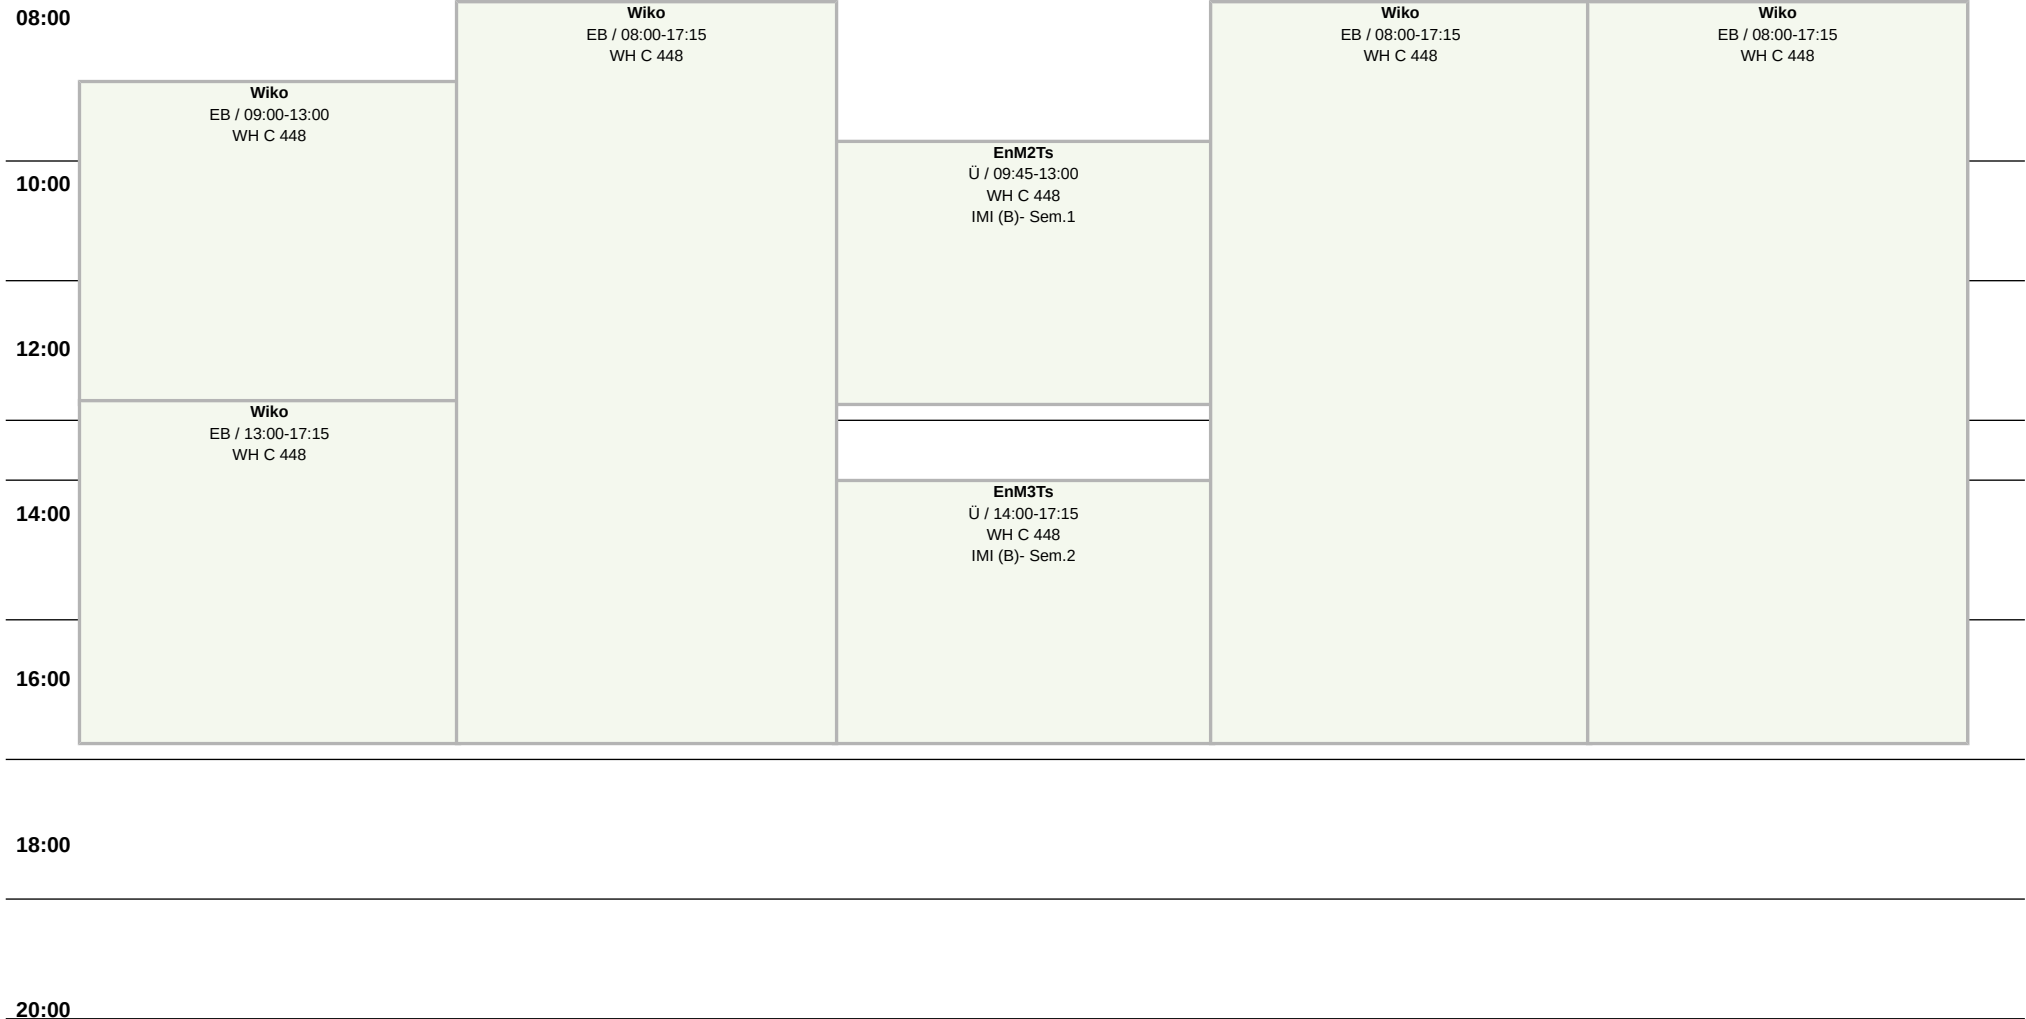 08:00
10:00
12:00
14:00
16:00
18:00
20:00
Wiko
EB / 09:00-13:00
WH C 448
Wiko
EB / 13:00-17:15
WH C 448
Wiko
EB / 08:00-17:15
WH C 448
EnM2Ts
Ü / 09:45-13:00
WH C 448
IMI (B)- Sem.1
EnM3Ts
Ü / 14:00-17:15
WH C 448
IMI (B)- Sem.2
Wiko
EB / 08:00-17:15
WH C 448
Wiko
EB / 08:00-17:15
WH C 448